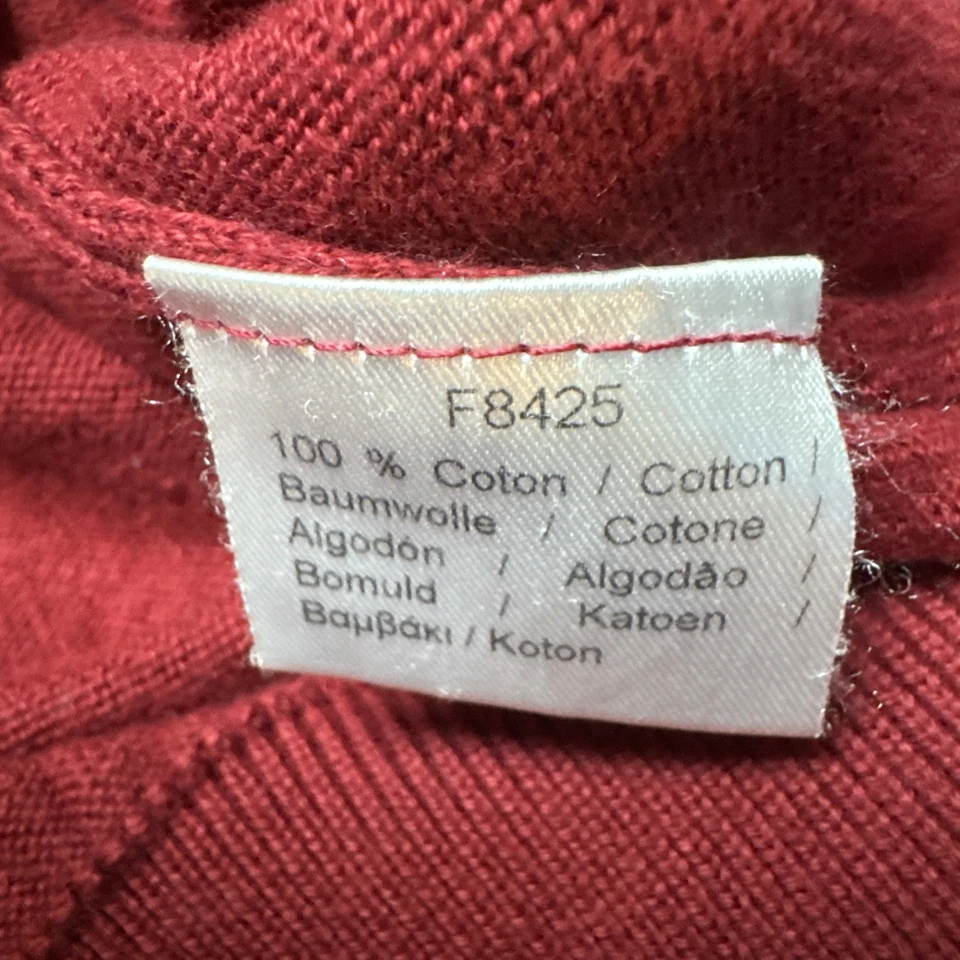 F8425
100 % Coton / Cotton /
Baumwolle / Cotone /
Algodón / Algodão /
Bomuld / Katoen /
Βαμβάκι / Koton